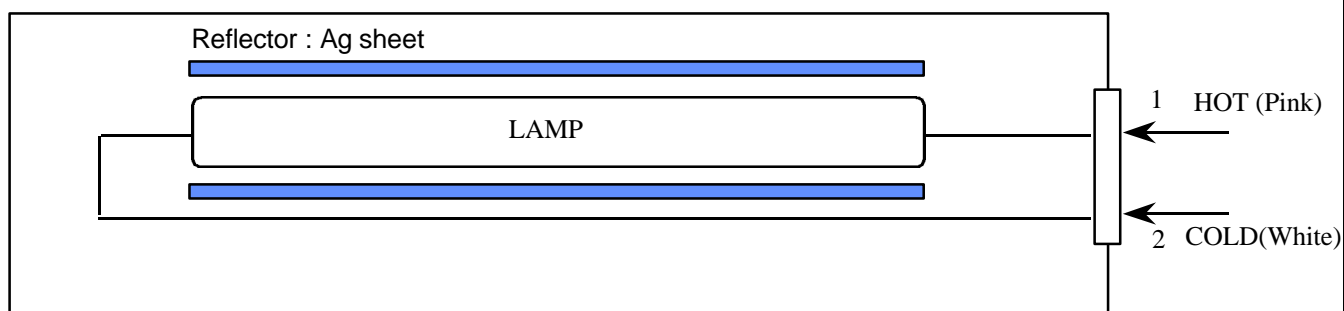 Reflector : Ag sheet
LAMP
1 HOT (Pink)
2 COLD(White)